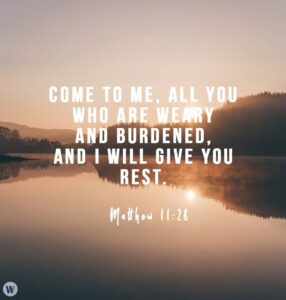 COME TO ME, ALL YOU
WHO ARE WEARY
AND BURDENED,
AND I WILL GIVE YOU
REST.
Matthew 11:28
W